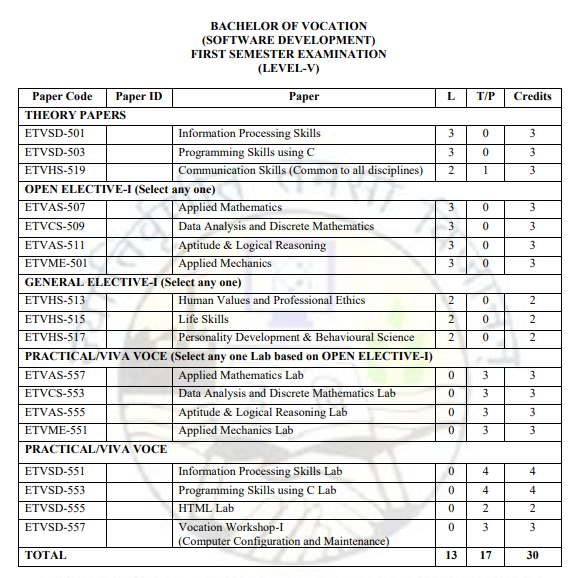 BACHELOR OF VOCATION
(SOFTWARE DEVELOPMENT)
FIRST SEMESTER EXAMINATION
(LEVEL-V)
Paper Code Paper ID Paper L T/P Credits
THEORY PAPERS
ETVSD-501 Information Processing Skills 3 0 3
ETVSD-503 Programming Skills using C 3 0 3
ETVHS-519 Communication Skills (Common to all disciplines) 2 1 3
OPEN ELECTIVE-I (Select any one)
ETVAS-507 Applied Mathematics 3 0 3
ETVCS-509 Data Analysis and Discrete Mathematics 3 0 3
ETVAS-511 Aptitude & Logical Reasoning 3 0 3
ETVME-501 Applied Mechanics 3 0 3
GENERAL ELECTIVE-I (Select any one)
ETVHS-513 Human Values and Professional Ethics 2 0 2
ETVHS-515 Life Skills 2 0 2
ETVHS-517 Personality Development & Behavioural Science 2 0 2
PRACTICAL/VIVA VOCE (Select any one Lab based on OPEN ELECTIVE-I)
ETVAS-557 Applied Mathematics Lab 0 3 3
ETVCS-553 Data Analysis and Discrete Mathematics Lab 0 3 3
ETVAS-555 Aptitude & Logical Reasoning Lab 0 3 3
ETVME-551 Applied Mechanics Lab 0 3 3
PRACTICAL/VIVA VOCE
ETVSD-551 Information Processing Skills Lab 0 4 4
ETVSD-553 Programming Skills using C Lab 0 4 4
ETVSD-555 HTML Lab 0 2 2
ETVSD-557 Vocation Workshop-I 0 3 3
(Computer Configuration and Maintenance)
TOTAL 13 17 30